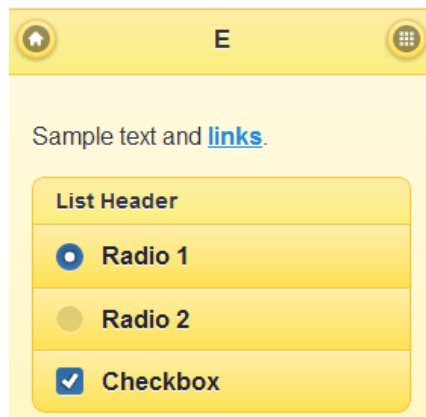 E
Sample text and links.
List Header
Radio 1
Radio 2
Checkbox